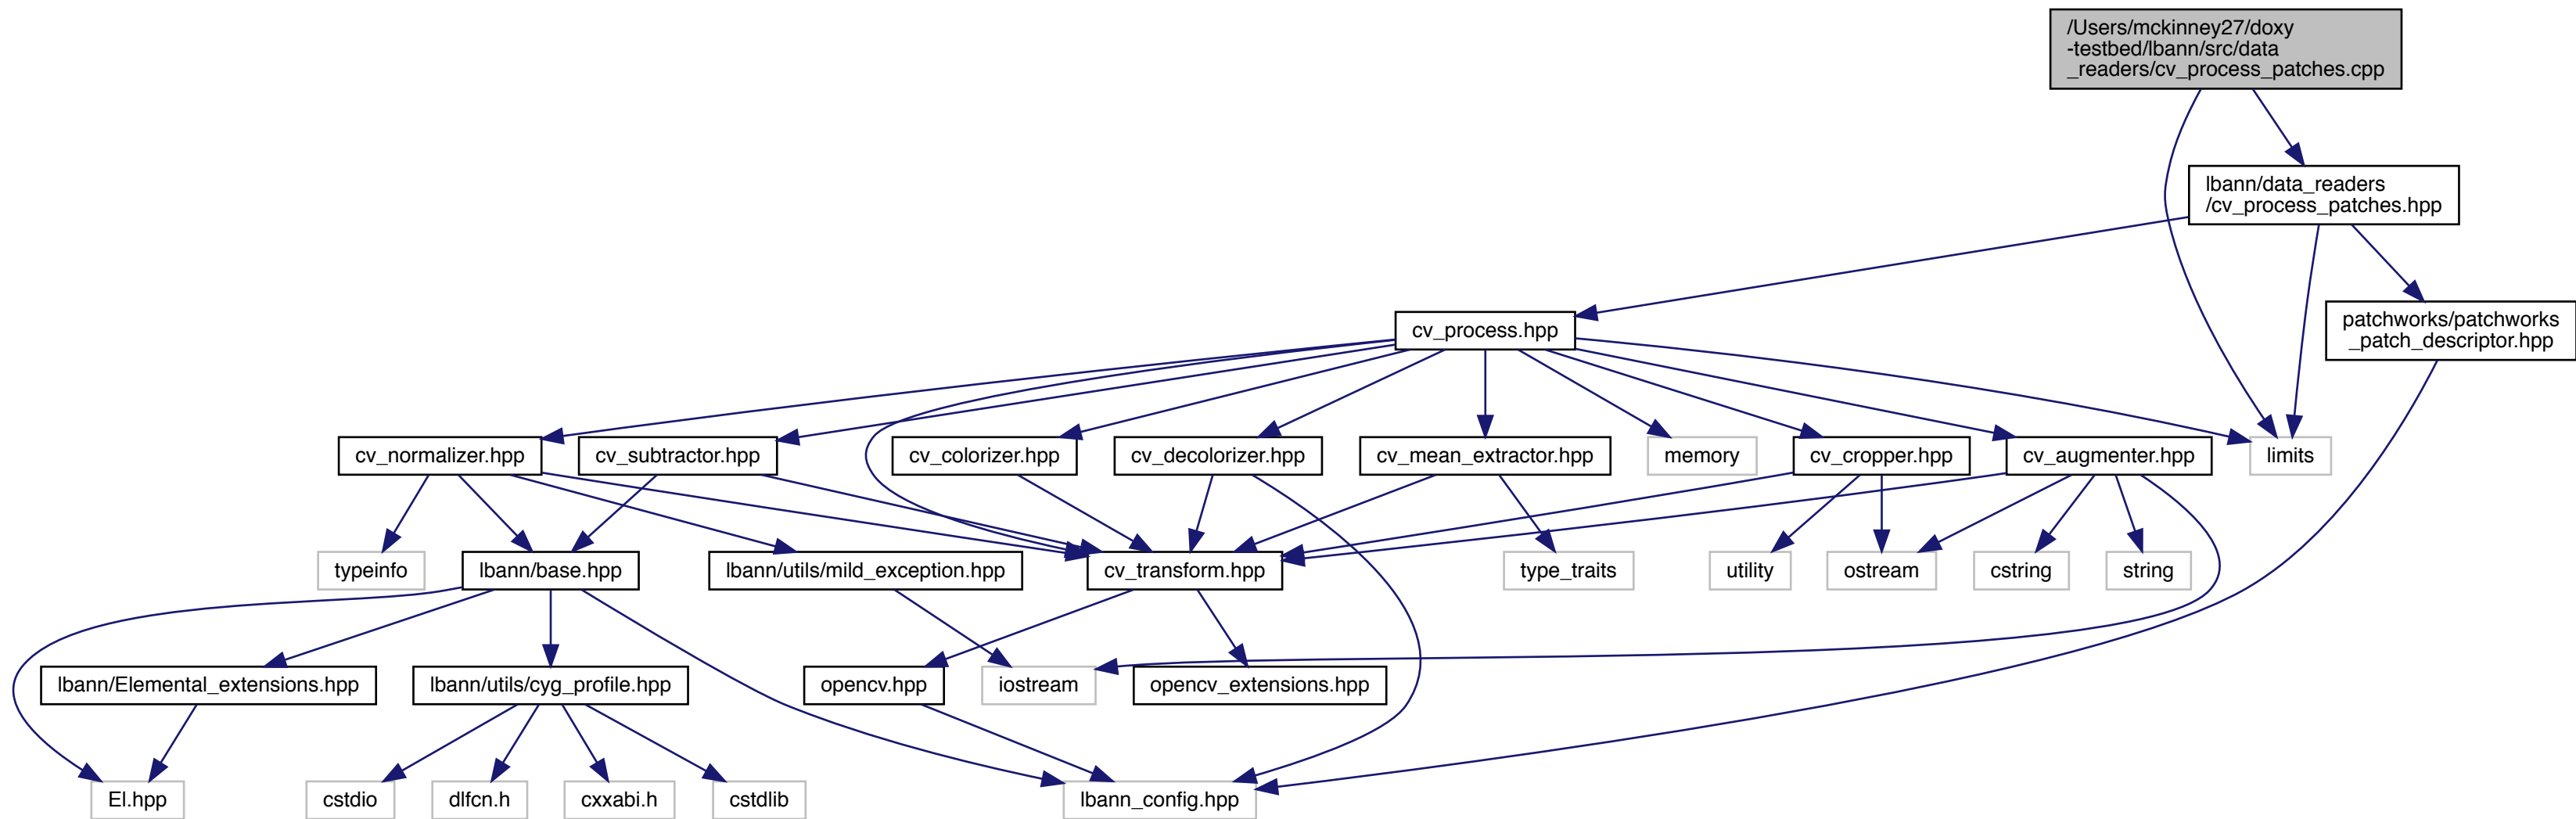 /Users/mckinney27/doxy
-testbed/lbann/src/data
_readers/cv_process_patches.cpp
lbann/data_readers
/cv_process_patches.hpp
patchworks/patchworks
_patch_descriptor.hpp
cv_process.hpp
cv_normalizer.hpp
cv_subtractor.hpp
cv_colorizer.hpp
cv_decolorizer.hpp
cv_mean_extractor.hpp
memory
cv_cropper.hpp
cv_augmenter.hpp
limits
typeinfo
lbann/base.hpp
lbann/utils/mild_exception.hpp
cv_transform.hpp
type_traits
utility
ostream
cstring
string
lbann/Elemental_extensions.hpp
lbann/utils/cyg_profile.hpp
opencv.hpp
iostream
opencv_extensions.hpp
El.hpp
cstdio
dlfcn.h
cxxabi.h
cstdlib
lbann_config.hpp